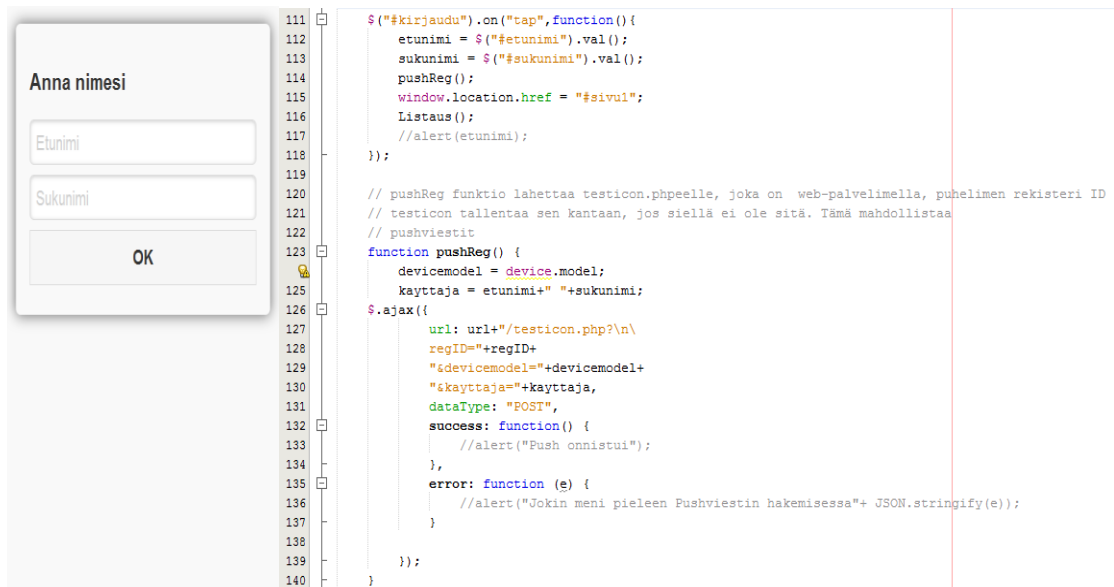 Anna nimesi
Etunimi
Sukunimi
OK
111 $("#kirjaudu").on("tap",function(){
112 etunimi = $("#etunimi").val();
113 sukunimi = $("#sukunimi").val();
114 pushReg();
115 window.location.href = "#sivu1";
116 Listaus();
117 //alert(etunimi);
118 });
119
120 // pushReg funktio lahettaa testicon.phpeelle, joka on  web-palvelimella, puhelimen rekisteri ID
121 // testicon tallentaa sen kantaan, jos siellä ei ole sitä. Tämä mahdollistaa
122 // pushviestit
123 function pushReg() {
devicemodel = device.model;
125 kayttaja = etunimi+" "+sukunimi;
126 $.ajax({
127 url: url+"/testicon.php?\n\
128 regID="+regID+
129 "&devicemodel="+devicemodel+
130 "&kayttaja="+kayttaja,
131 dataType: "POST",
132 success: function() {
133 //alert("Push onnistui");
134 },
135 error: function (e) {
136 //alert("Jokin meni pieleen Pushviestin hakemisessa"+ JSON.stringify(e));
137 }
138
139 });
140 }